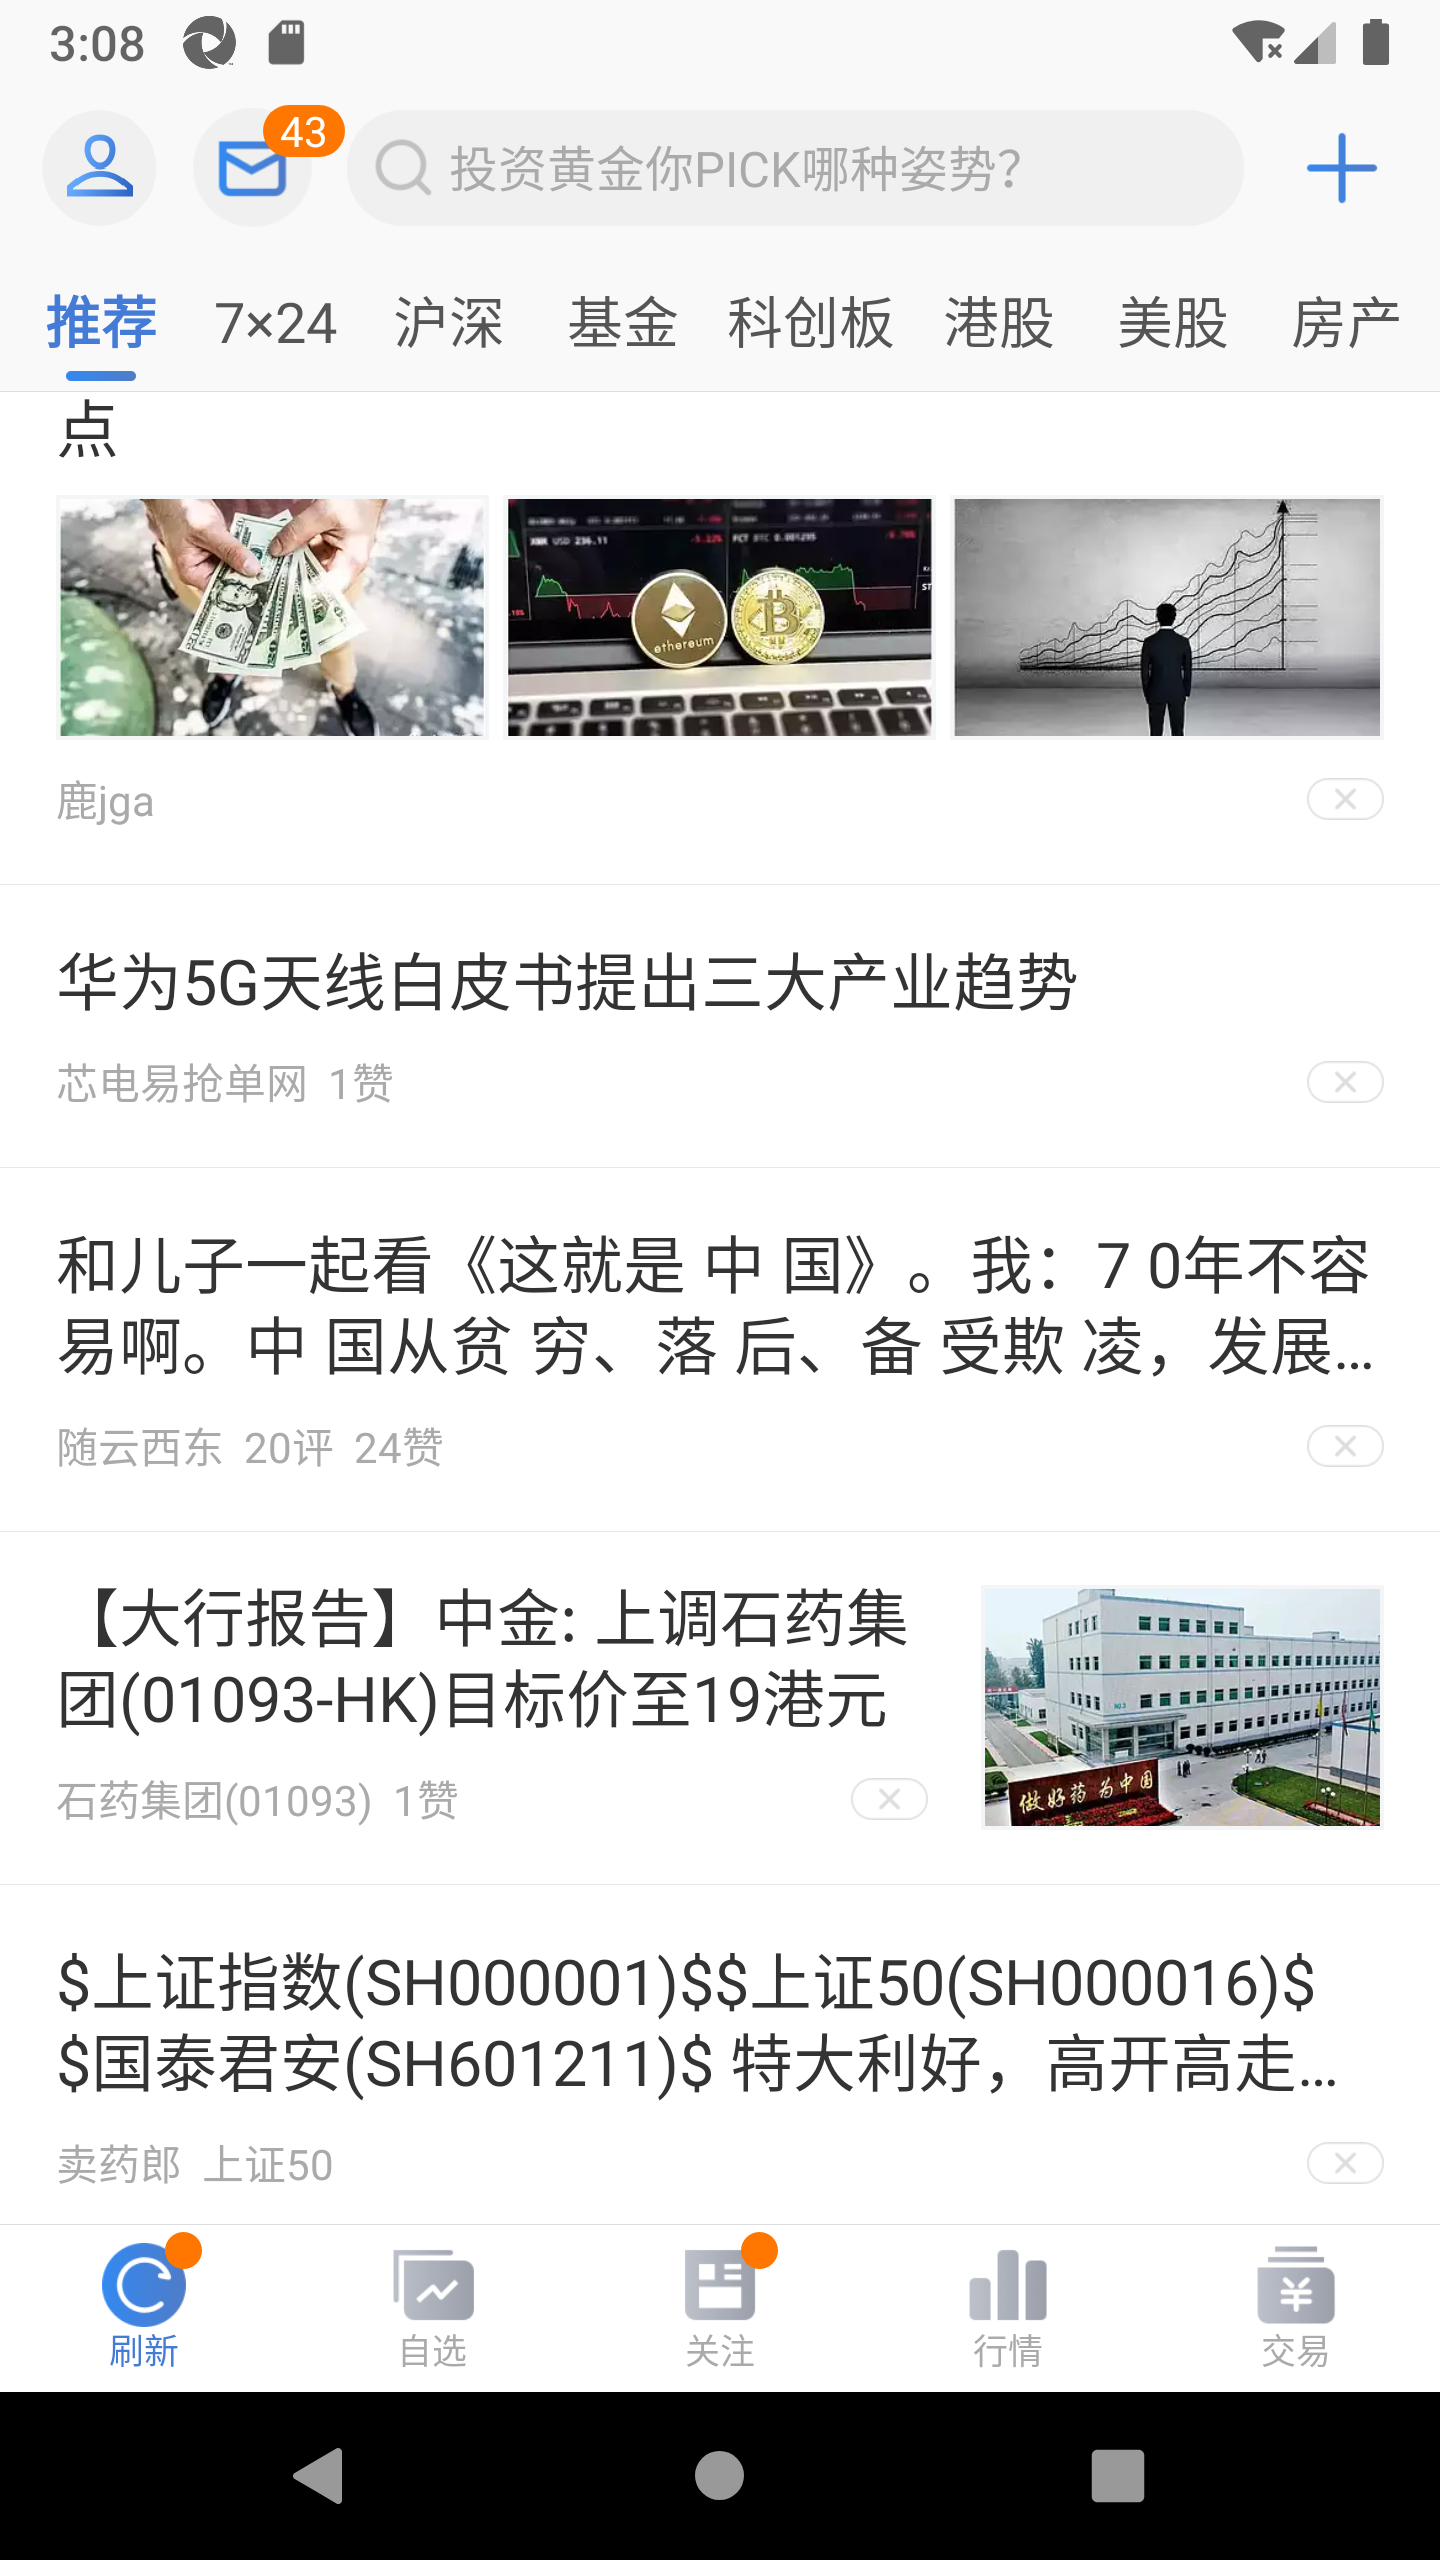 3:08
43
投资黄金你PICK哪种姿势?
推荐 7×24 沪深 基金 科创板 港股 美股 房产
点
ethereum
鹿jga
华为5G天线白皮书提出三大产业趋势
芯电易抢单网 1赞
和儿子一起看《这就是 中 国》。我：7 0年不容
易啊。中 国从贫 穷、落 后、备 受欺 凌，发展...
随云西东 20评 24赞
【大行报告】中金: 上调石药集
团(01093-HK)目标价至19港元
做好药 为中国
石药集团(01093) 1赞
$上证指数(SH000001)$$上证50(SH000016)$
$国泰君安(SH601211)$ 特大利好，高开高走...
卖药郎 上证50
刷新 自选 关注 行情 交易